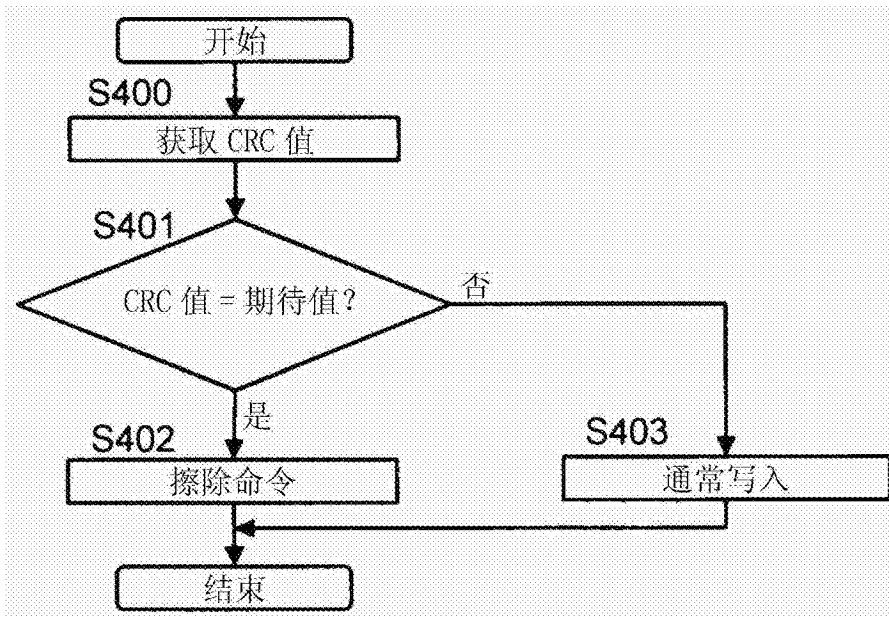 开始
S400
获取 CRC 值
S401
CRC 值 = 期待值?
否
是
S402
擦除命令
S403
通常写入
结束